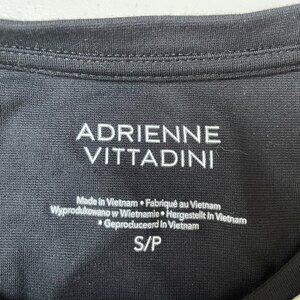 ADRIENNE
VITTADINI
Made in Vietnam • Fabriqué au Vietnam
Wyprodukowano w Wietnamie • Hergestellt in Vietnam
• Geproduceerd in Vietnam
S/P